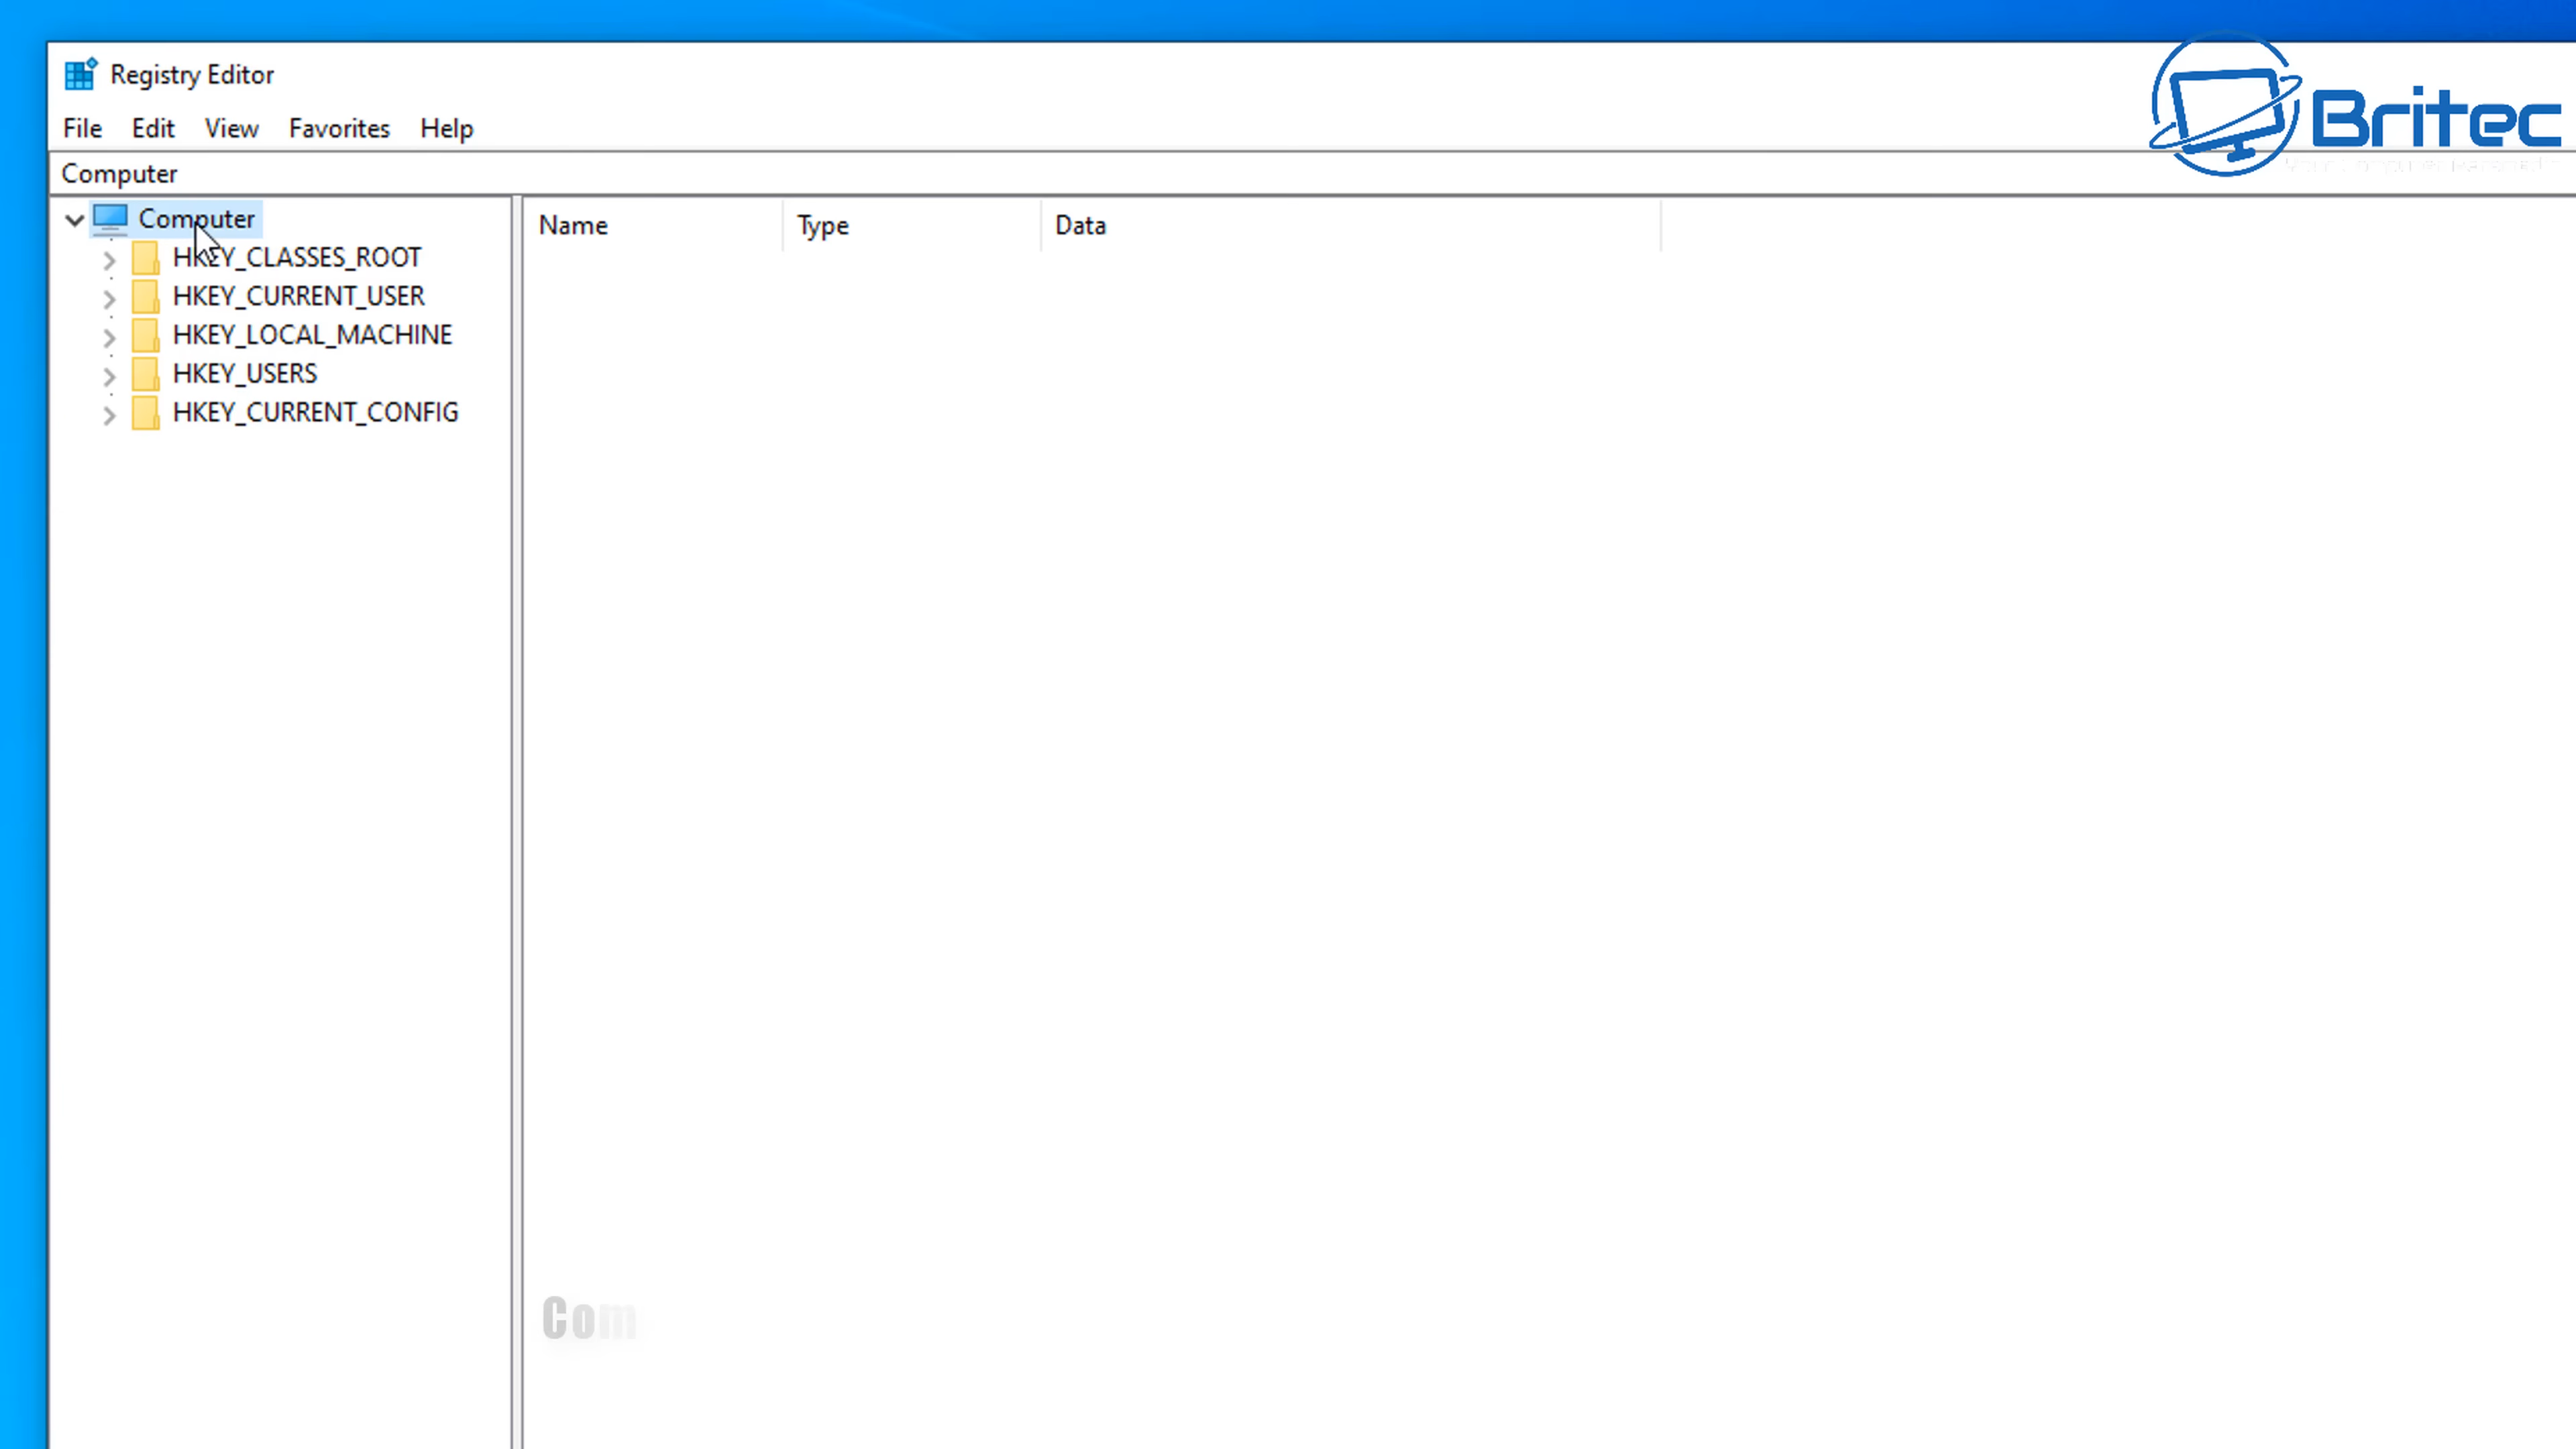 Registry Editor
File Edit View Favorites Help
Britec
Computer
Computer
Name Type Data
HKEY_CLASSES_ROOT
HKEY_CURRENT_USER
HKEY_LOCAL_MACHINE
HKEY_USERS
HKEY_CURRENT_CONFIG
Com